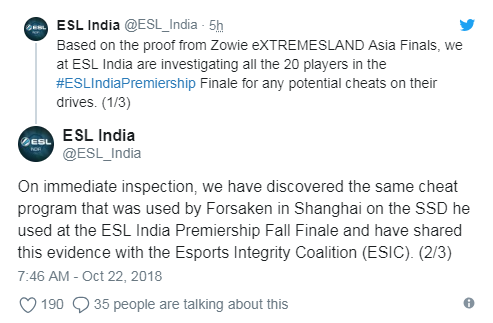 ESL India @ESL_India · 5h
Based on the proof from Zowie eXTREMESLAND Asia Finals, we
at ESL India are investigating all the 20 players in the
#ESLIndiaPremiership Finale for any potential cheats on their
drives. (1/3)
ESL India
@ESL_India
On immediate inspection, we have discovered the same cheat
program that was used by Forsaken in Shanghai on the SSD he
used at the ESL India Premiership Fall Finale and have shared
this evidence with the Esports Integrity Coalition (ESIC). (2/3)
7:46 AM - Oct 22, 2018
190 35 people are talking about this